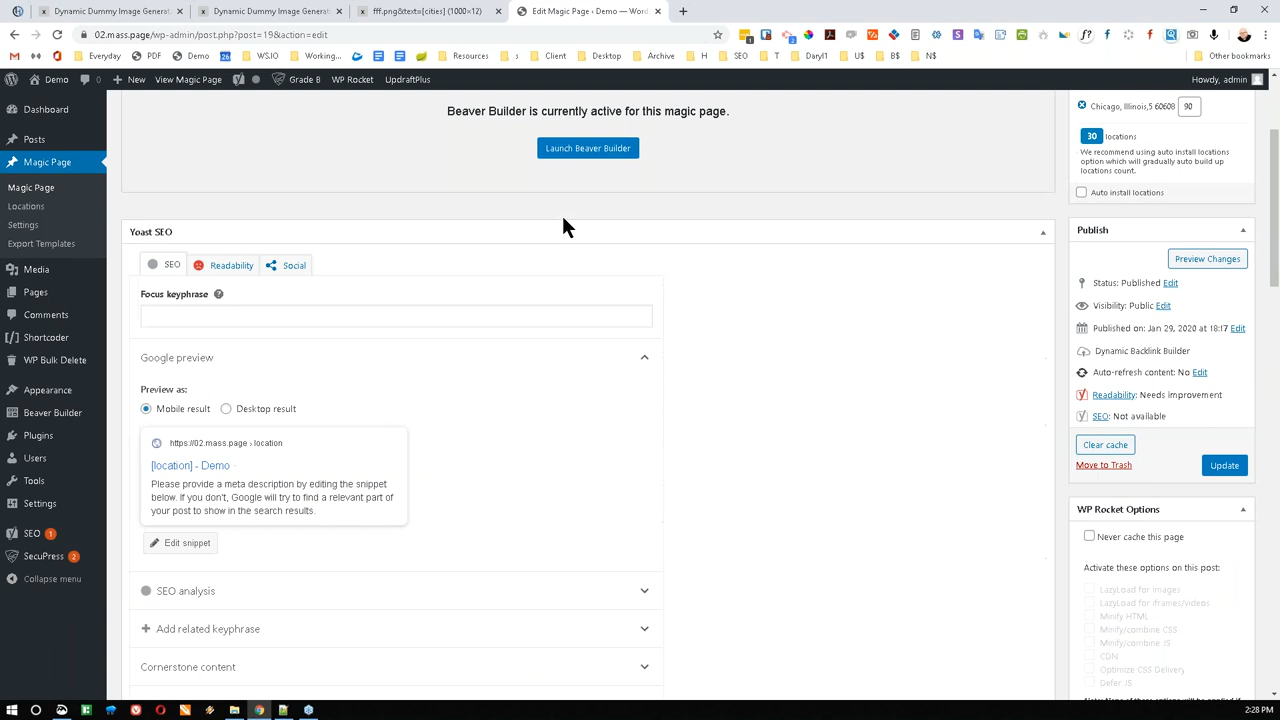 Dynamic Dummy Image Generat
Dynamic Dummy Image Generat
fff.png&text=[cities] (1000×12)
Edit Magic Page ‹ Demo — Wor
02.mass.page/wp-admin/post.php?post=19&action=edit
Everyday
PDF
Demo
WS.IO
Working...
Resources
s
Client
Desktop
Archive
H
SEO
T
Daryl1
U$
B$
N$
Other bookmarks
Demo
0
New
View Magic Page
Grade B
WP Rocket
UpdraftPlus
Howdy, admin
Dashboard
Posts
Magic Page
Magic Page
Locations
Settings
Export Templates
Media
Pages
Comments
Shortcoder
WP Bulk Delete
Appearance
Beaver Builder
Plugins
Users
Tools
Settings
SEO 1
SecuPress 2
Collapse menu
Beaver Builder is currently active for this magic page.
Launch Beaver Builder
Yoast SEO
SEO
Readability
Social
Focus keyphrase
Google preview
Preview as:
Mobile result
Desktop result
https://02.mass.page › location
[location] - Demo
Please provide a meta description by editing the snippet
below. If you don't, Google will try to find a relevant part of
your post to show in the search results.
Edit snippet
SEO analysis
Add related keyphrase
Cornerstone content
Chicago, Illinois,5 60608 90
30 locations
We recommend using auto install locations
option which will gradually auto build up
locations count.
Auto install locations
Publish
Preview Changes
Status: Published Edit
Visibility: Public Edit
Published on: Jan 29, 2020 at 18:17 Edit
Dynamic Backlink Builder
Auto-refresh content: No Edit
Readability: Needs improvement
SEO: Not available
Clear cache
Move to Trash
Update
WP Rocket Options
Never cache this page
Activate these options on this post:
LazyLoad for images
LazyLoad for iframes/videos
Minify HTML
Minify/combine CSS
Minify/combine JS
CDN
Optimize CSS Delivery
Defer JS
2:28 PM